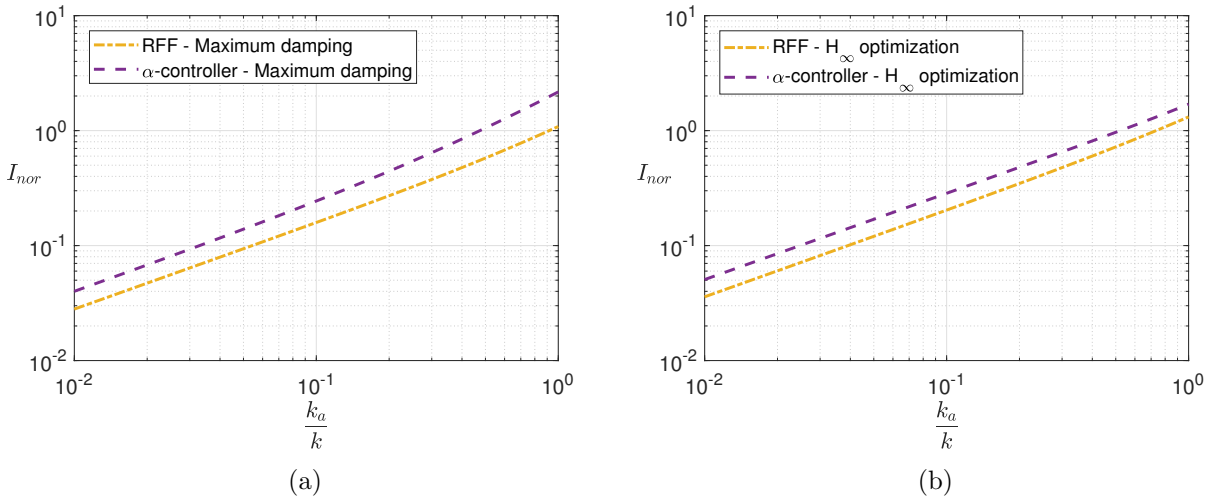 RFF - Maximum damping
α-controller - Maximum damping
10^1
10^0
10^-1
10^-2
I_nor
10^-2
10^-1
10^0
k_a
k
(a)
RFF - H_∞ optimization
α-controller - H_∞ optimization
10^1
10^0
10^-1
10^-2
I_nor
10^-2
10^-1
10^0
k_a
k
(b)